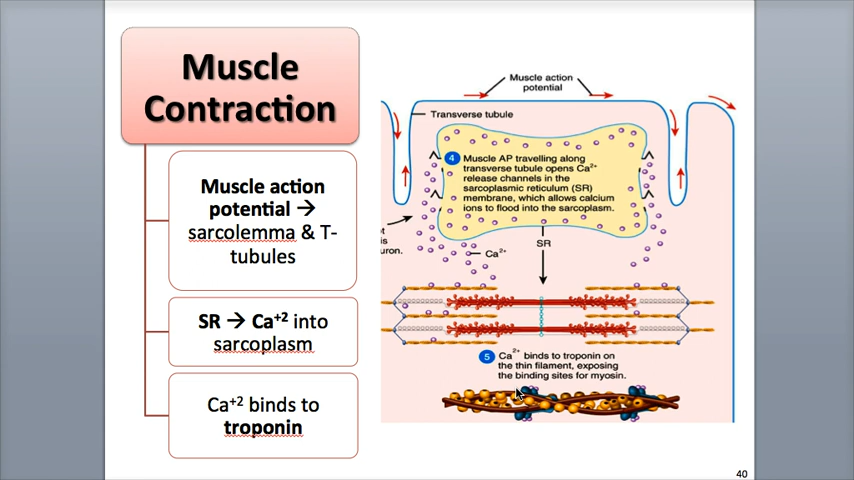 Muscle
Contraction
Muscle action
potential →
sarcolemma & T-
tubules
SR → Ca+2 into
sarcoplasm
Ca+2 binds to
troponin
Muscle action
potential
Transverse tubule
4 Muscle AP travelling along
transverse tubule opens Ca2+
release channels in the
sarcoplasmic reticulum (SR)
membrane, which allows calcium
ions to flood into the sarcoplasm.
is
uron.
SR
Ca2+
5 Ca2+ binds to troponin on
the thin filament, exposing
the binding sites for myosin.
40